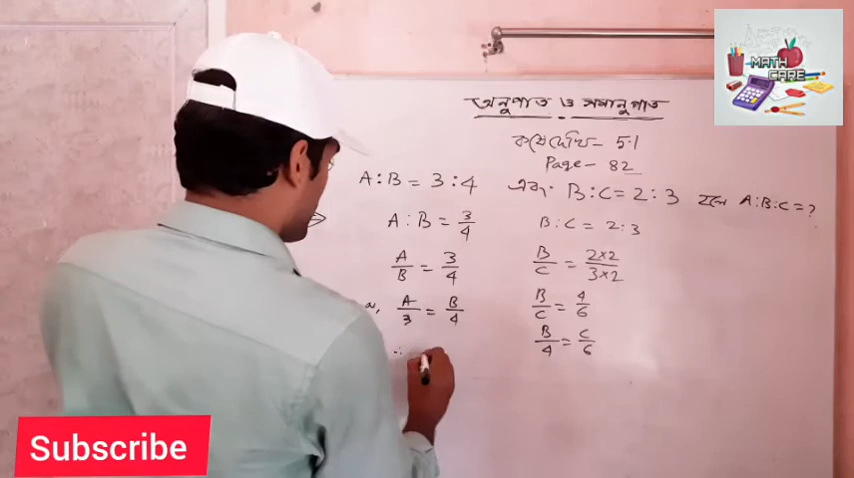 MATH
CARE
অনুপাত ও সমানুপাত
কষে দেখি- 5.1
Page- 82
A:B = 3:4 এবং B:C = 2:3 হলে A:B:C = ?
A:B = 3/4
A/B = 3/4
বা, A/3 = B/4
∴
B:C = 2:3
B/C = 2×2/3×2
B/C = 4/6
B/4 = C/6
Subscribe